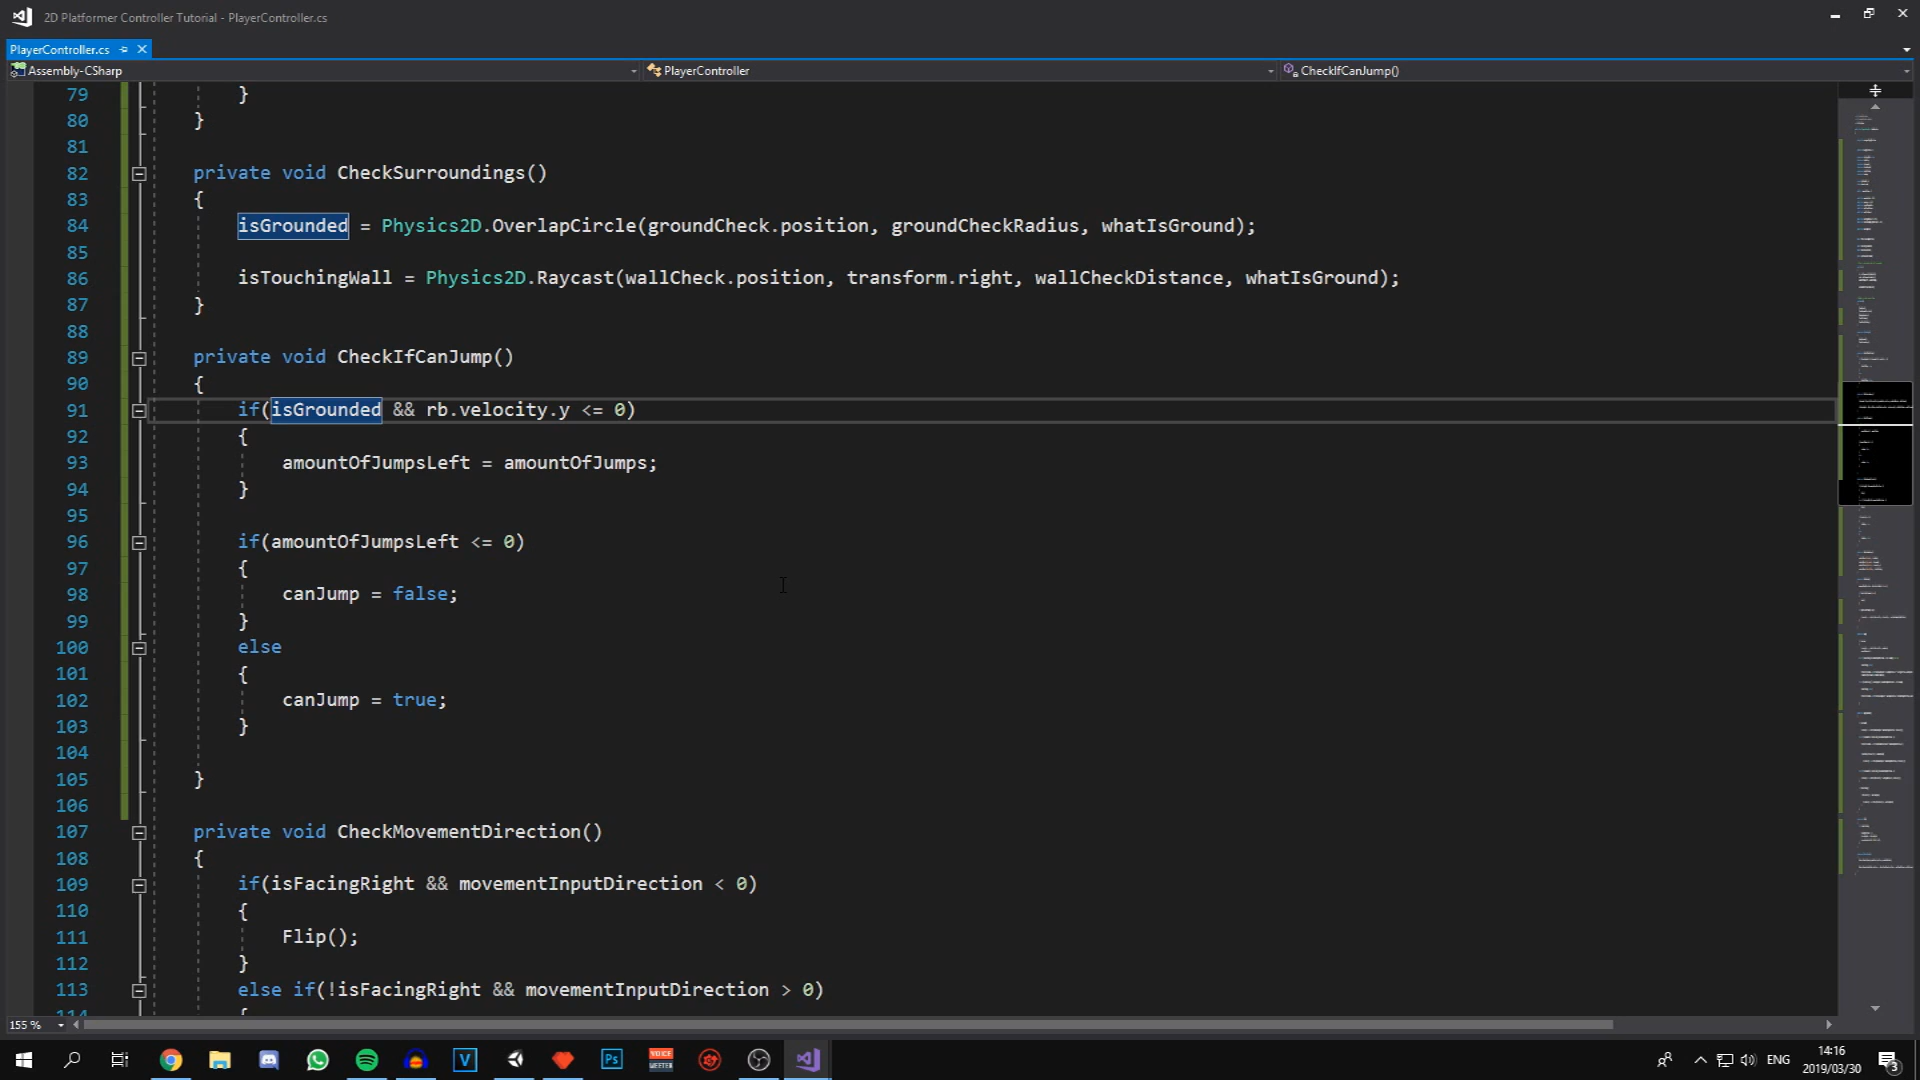 2D Platformer Controller Tutorial - PlayerController.cs
PlayerController.cs
Assembly-CSharp
PlayerController
CheckIfCanJump()
79 }
80 }
81
82 private void CheckSurroundings()
83 {
84 isGrounded = Physics2D.OverlapCircle(groundCheck.position, groundCheckRadius, whatIsGround);
85
86 isTouchingWall = Physics2D.Raycast(wallCheck.position, transform.right, wallCheckDistance, whatIsGround);
87 }
88
89 private void CheckIfCanJump()
90 {
91 if(isGrounded && rb.velocity.y <= 0)
92 {
93 amountOfJumpsLeft = amountOfJumps;
94 }
95
96 if(amountOfJumpsLeft <= 0)
97 {
98 canJump = false;
99 }
100 else
101 {
102 canJump = true;
103 }
104
105 }
106
107 private void CheckMovementDirection()
108 {
109 if(isFacingRight && movementInputDirection < 0)
110 {
111 Flip();
112 }
113 else if(!isFacingRight && movementInputDirection > 0)
114 {
155 %
V
Ps
VOICE
ENG
14:16
2019/03/30
3